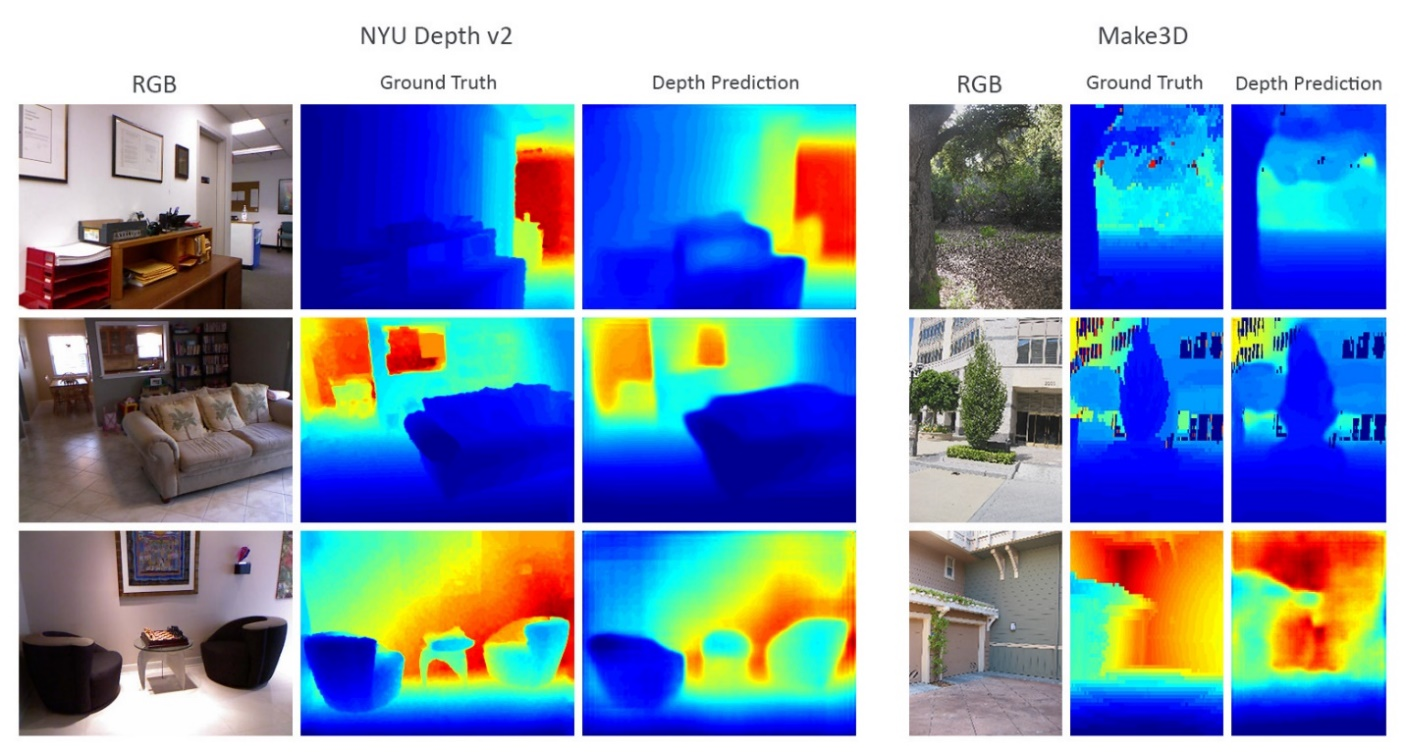 NYU Depth v2
Make3D
RGB
Ground Truth
Depth Prediction
RGB
Ground Truth
Depth Prediction